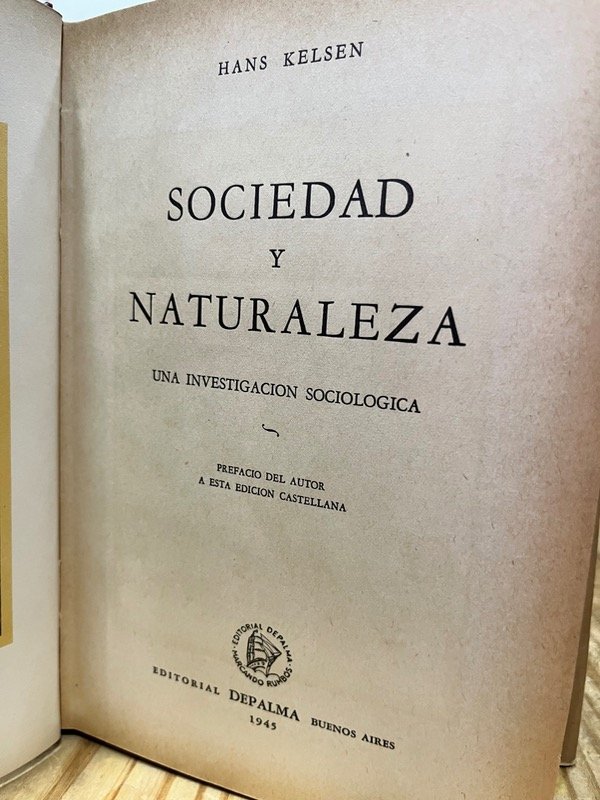 HANS KELSEN
SOCIEDAD
Y
NATURALEZA
UNA INVESTIGACION SOCIOLOGICA
PREFACIO DEL AUTOR
A ESTA EDICION CASTELLANA
EDITORIAL DEPALMA
MARCANDO RUMBOS
EDITORIAL DEPALMA BUENOS AIRES
1945